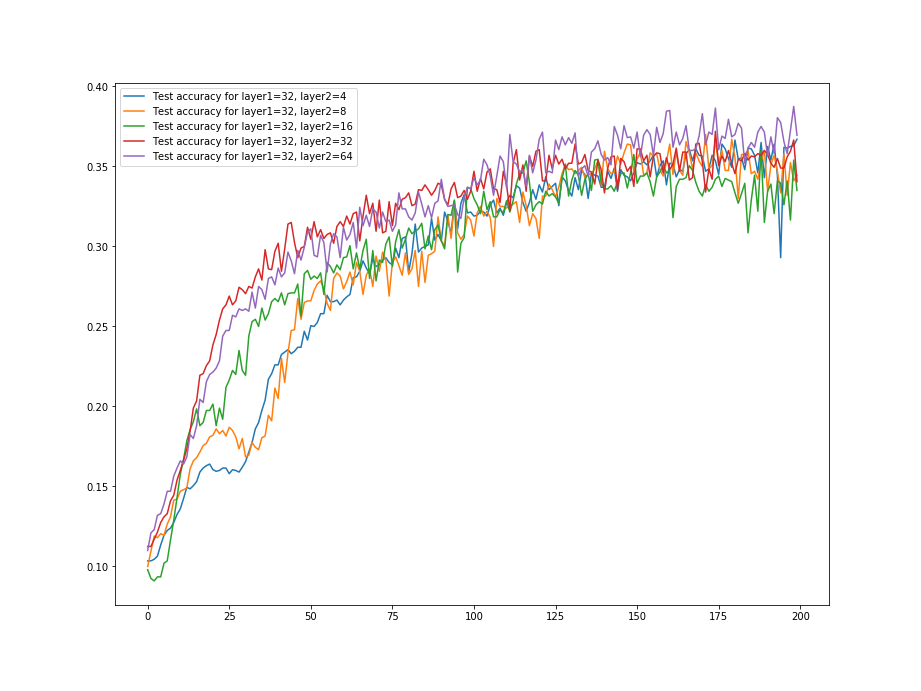 0.40
0.35
0.30
0.25
0.20
0.15
0.10
Test accuracy for layer1=32, layer2=4
Test accuracy for layer1=32, layer2=8
Test accuracy for layer1=32, layer2=16
Test accuracy for layer1=32, layer2=32
Test accuracy for layer1=32, layer2=64
0 25 50 75 100 125 150 175 200